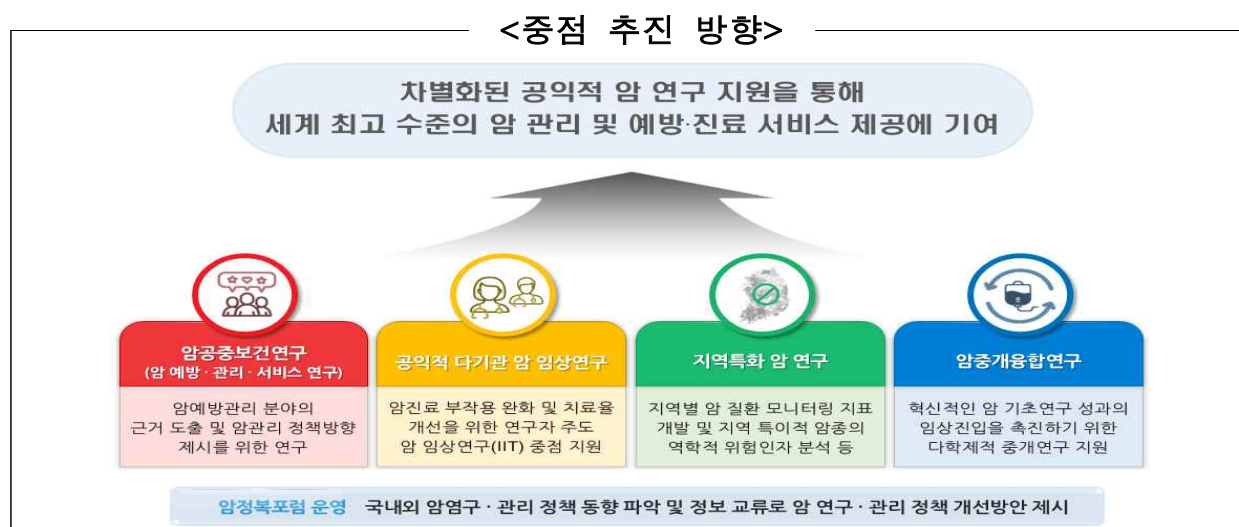 <중점 추진 방향>
차별화된 공익적 암 연구 지원을 통해
세계 최고 수준의 암 관리 및 예방·진료 서비스 제공에 기여
암공중보건연구
(암 예방·관리·서비스 연구)
암예방관리 분야의
근거 도출 및 암관리 정책방향
제시를 위한 연구
공익적 다기관 암 임상연구
암진료 부작용 완화 및 치료율
개선을 위한 연구자 주도
암 임상연구(IIT) 중점 지원
지역특화 암 연구
지역별 암 질환 모니터링 지표
개발 및 지역 특이적 암종의
역학적 위험인자 분석 등
암중개융합연구
혁신적인 암 기초연구 성과의
임상진입을 촉진하기 위한
다학제적 중개연구 지원
암정복포럼 운영 국내외 암염구·관리 정책 동향 파악 및 정보 교류로 암 연구·관리 정책 개선방안 제시